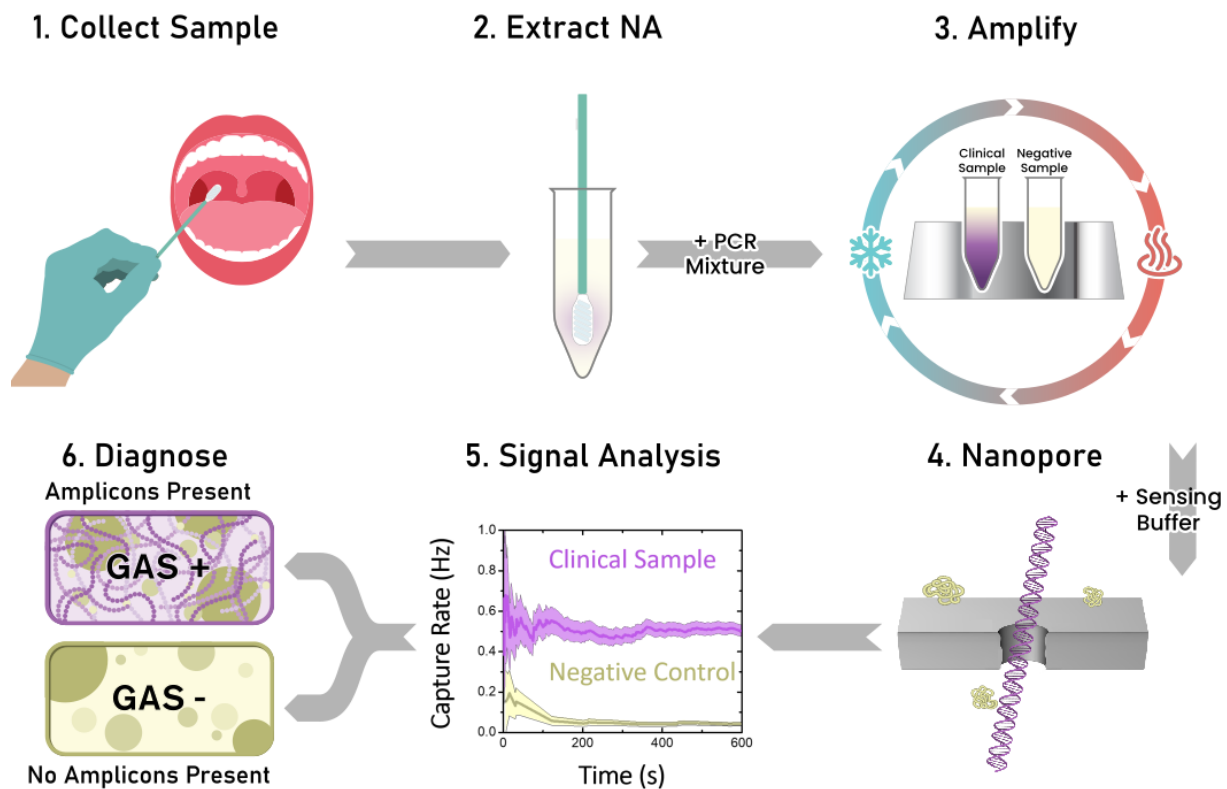 1. Collect Sample
2. Extract NA
3. Amplify
+ PCR
Mixture
Clinical
Sample
Negative
Sample
6. Diagnose
Amplicons Present
GAS +
GAS -
No Amplicons Present
5. Signal Analysis
Capture Rate (Hz)
1.0
0.8
0.6
0.4
0.2
0.0
Clinical Sample
Negative Control
0
200
400
600
Time (s)
4. Nanopore
+ Sensing
Buffer